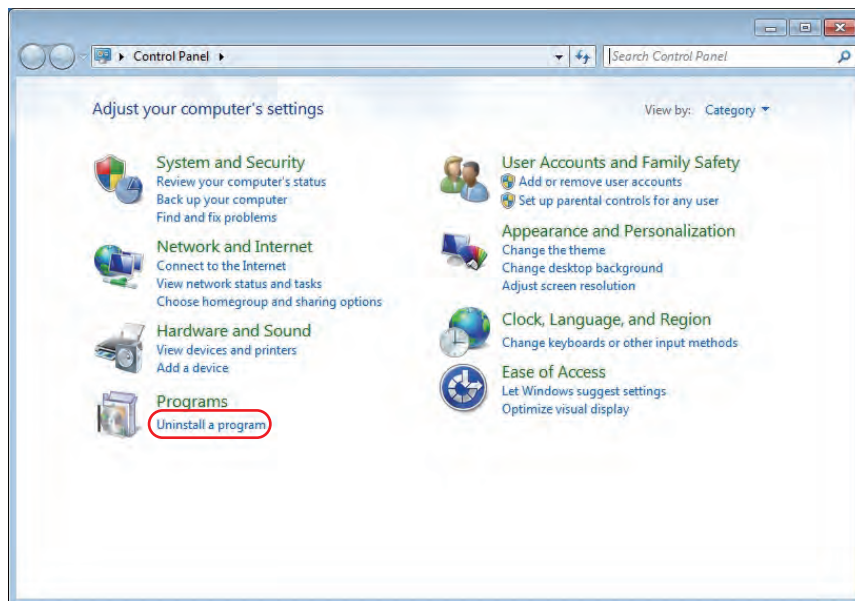 Control Panel
Search Control Panel
Adjust your computer's settings
View by: Category
System and Security
Review your computer's status
Back up your computer
Find and fix problems
Network and Internet
Connect to the Internet
View network status and tasks
Choose homegroup and sharing options
Hardware and Sound
View devices and printers
Add a device
Programs
Uninstall a program
User Accounts and Family Safety
Add or remove user accounts
Set up parental controls for any user
Appearance and Personalization
Change the theme
Change desktop background
Adjust screen resolution
Clock, Language, and Region
Change keyboards or other input methods
Ease of Access
Let Windows suggest settings
Optimize visual display